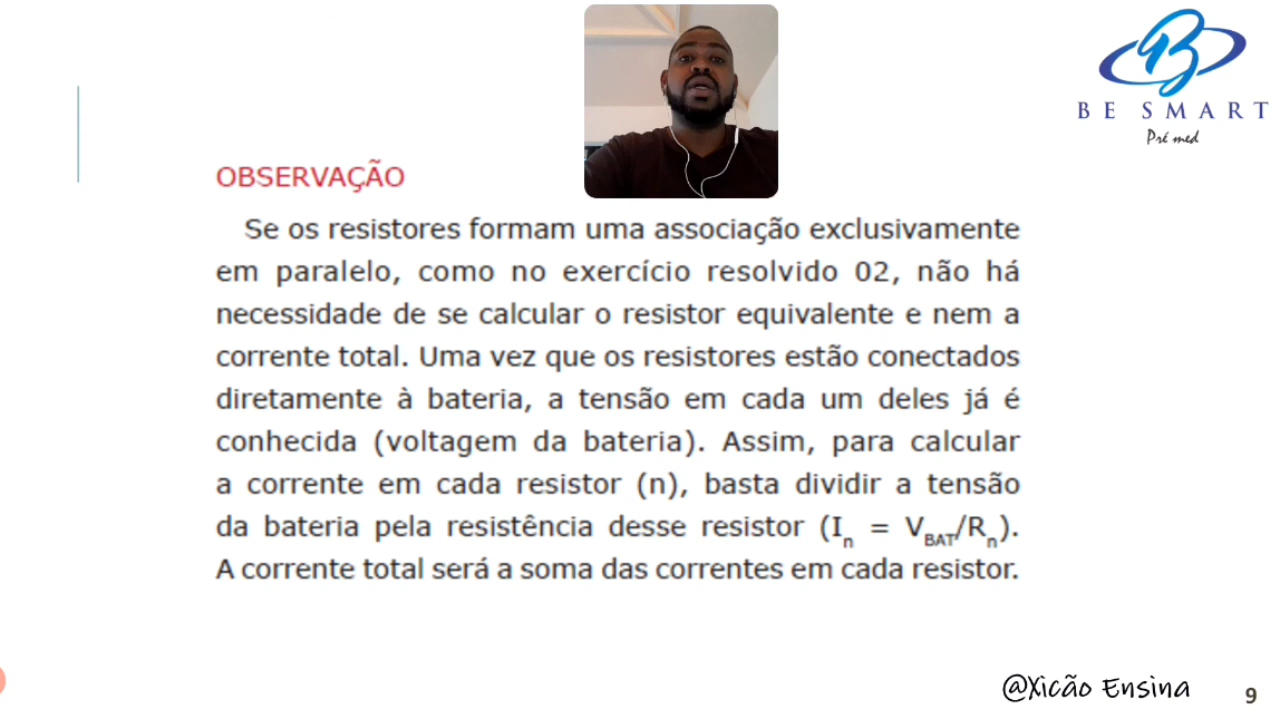 BE SMART
Pré med
OBSERVAÇÃO
Se os resistores formam uma associação exclusivamente
em paralelo, como no exercício resolvido 02, não há
necessidade de se calcular o resistor equivalente e nem a
corrente total. Uma vez que os resistores estão conectados
diretamente à bateria, a tensão em cada um deles já é
conhecida (voltagem da bateria). Assim, para calcular
a corrente em cada resistor (n), basta dividir a tensão
da bateria pela resistência desse resistor (Iₙ = V_BAT/Rₙ).
A corrente total será a soma das correntes em cada resistor.
@Xicão Ensina
9